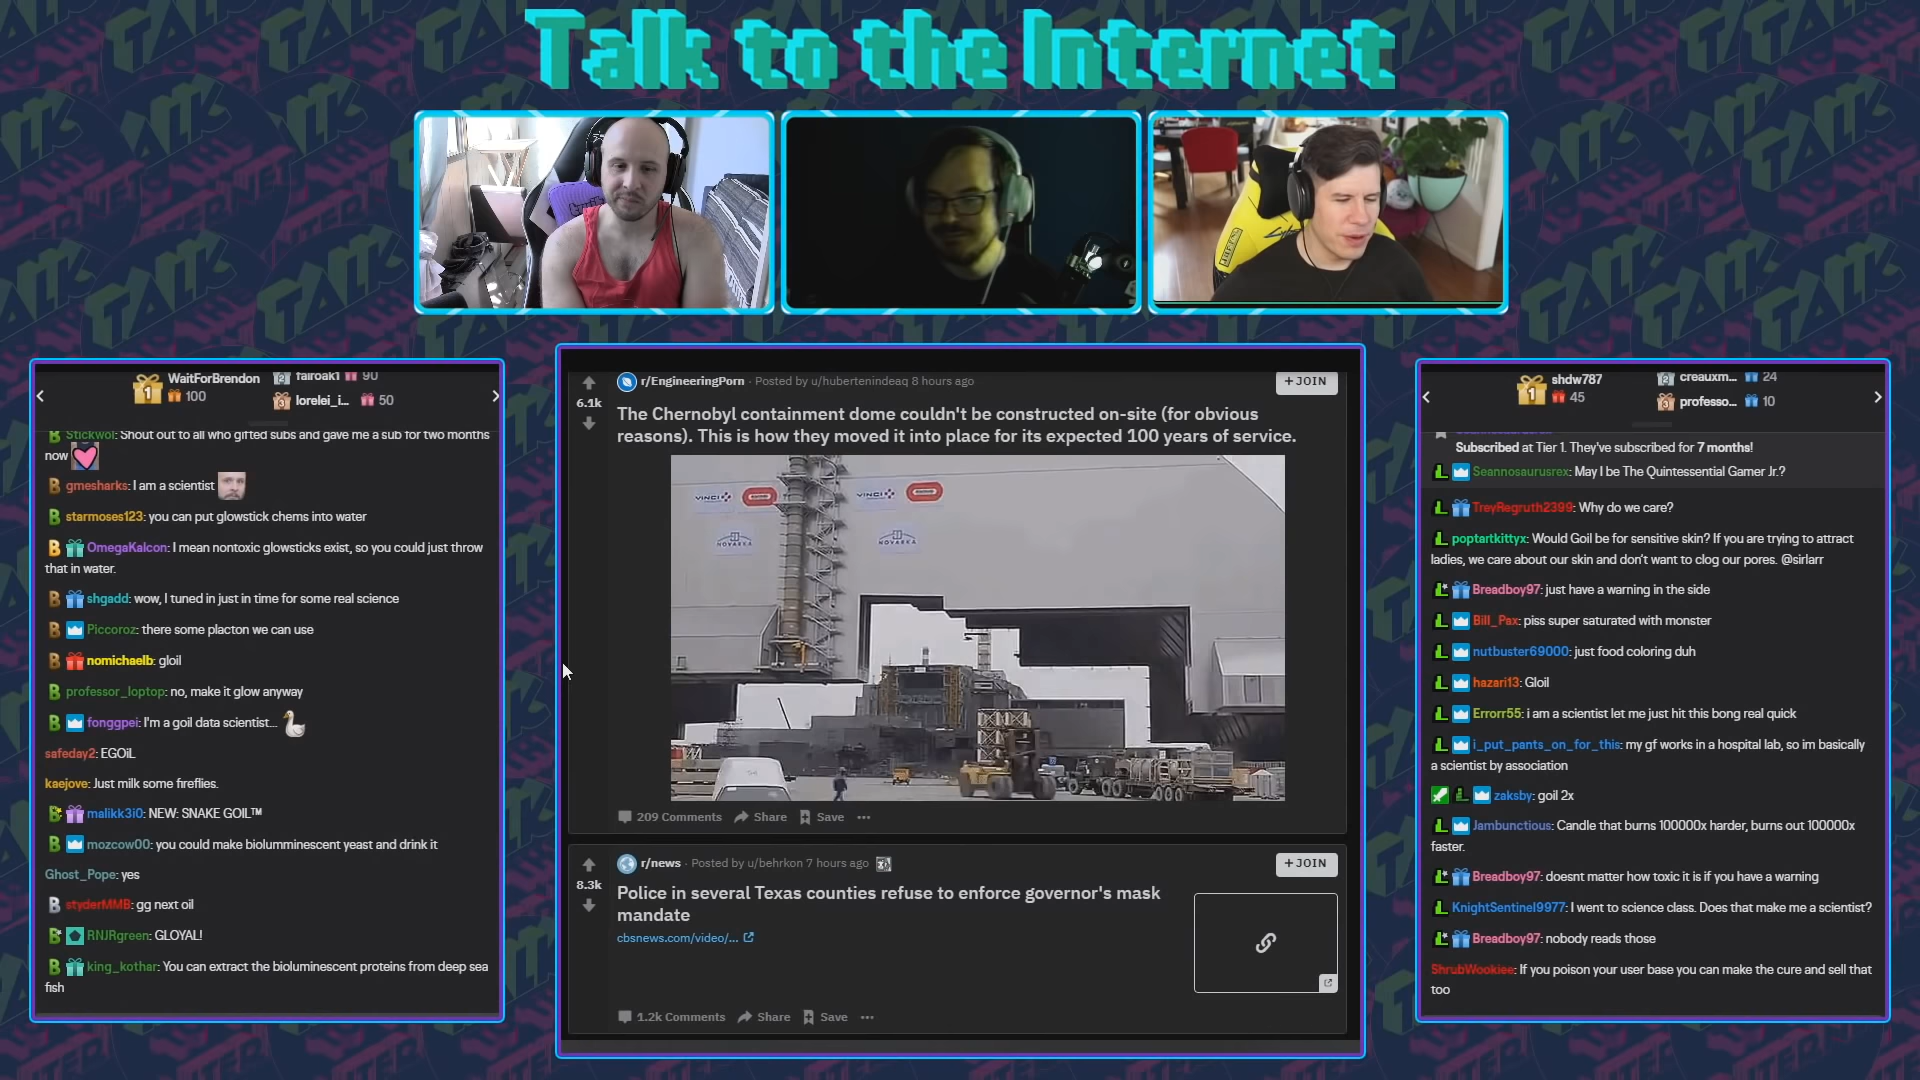 Talk to the Internet
WaitForBrendon
100
fairoak1 90
lorelei_i... 50
Stickwol: Shout out to all who gifted subs and gave me a sub for two months
now
gmesharks: I am a scientist
starmoses123: you can put glowstick chems into water
OmegaKalcon: I mean nontoxic glowsticks exist, so you could just throw
that in water.
shgadd: wow, I tuned in just in time for some real science
Piccoroz: there some placton we can use
nomichaelb: gloil
professor_loptop: no, make it glow anyway
fonggpei: I'm a goil data scientist...
safeday2: EGOiL
kaejove: Just milk some fireflies.
malikk3i0: NEW: SNAKE GOIL™
mozcow00: you could make biolumminescent yeast and drink it
Ghost_Pope: yes
styderMMB: gg next oil
RNJRgreen: GLOYAL!
king_kothar: You can extract the bioluminescent proteins from deep sea
fish
r/EngineeringPorn · Posted by u/hubertenindeaq 8 hours ago
+ JOIN
6.1k
The Chernobyl containment dome couldn't be constructed on-site (for obvious
reasons). This is how they moved it into place for its expected 100 years of service.
VINCI
VINCI
NOVARKA
NOVARKA
209 Comments Share Save ...
r/news · Posted by u/behrkon 7 hours ago
+ JOIN
8.3k
Police in several Texas counties refuse to enforce governor's mask
mandate
cbsnews.com/video/...
1.2k Comments Share Save ...
shdw787
45
creauxm... 24
professo... 10
Subscribed at Tier 1. They've subscribed for 7 months!
Seannosaurusrex: May I be The Quintessential Gamer Jr.?
TreyRegruth2399: Why do we care?
poptartkittyx: Would Goil be for sensitive skin? If you are trying to attract
ladies, we care about our skin and don't want to clog our pores. @sirlarr
Breadboy97: just have a warning in the side
Bill_Pax: piss super saturated with monster
nutbuster69000: just food coloring duh
hazari13: Gloil
Errorr55: i am a scientist let me just hit this bong real quick
i_put_pants_on_for_this: my gf works in a hospital lab, so im basically
a scientist by association
zaksby: goil 2x
Jambunctious: Candle that burns 100000x harder, burns out 100000x
faster.
Breadboy97: doesnt matter how toxic it is if you have a warning
KnightSentinel9977: I went to science class. Does that make me a scientist?
Breadboy97: nobody reads those
ShrubWookiee: If you poison your user base you can make the cure and sell that
too